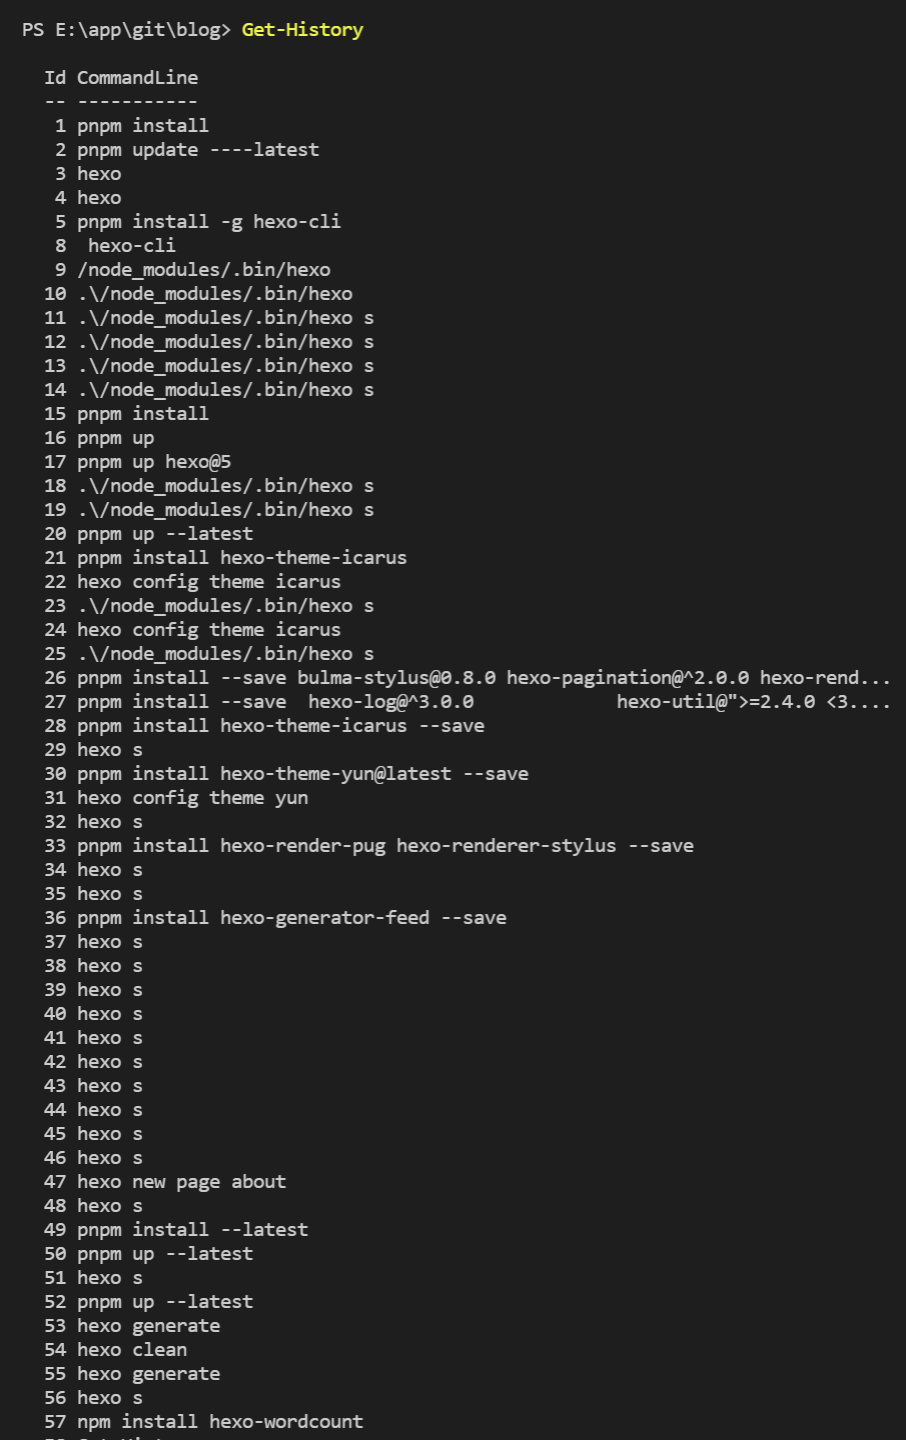 PS E:\app\git\blog> Get-History
Id CommandLine
-- -----------
1 pnpm install
2 pnpm update ----latest
3 hexo
4 hexo
5 pnpm install -g hexo-cli
8  hexo-cli
9 /node_modules/.bin/hexo
10 .\/node_modules/.bin/hexo
11 .\/node_modules/.bin/hexo s
12 .\/node_modules/.bin/hexo s
13 .\/node_modules/.bin/hexo s
14 .\/node_modules/.bin/hexo s
15 pnpm install
16 pnpm up
17 pnpm up hexo@5
18 .\/node_modules/.bin/hexo s
19 .\/node_modules/.bin/hexo s
20 pnpm up --latest
21 pnpm install hexo-theme-icarus
22 hexo config theme icarus
23 .\/node_modules/.bin/hexo s
24 hexo config theme icarus
25 .\/node_modules/.bin/hexo s
26 pnpm install --save bulma-stylus@0.8.0 hexo-pagination@^2.0.0 hexo-rend...
27 pnpm install --save  hexo-log@^3.0.0             hexo-util@">=2.4.0 <3....
28 pnpm install hexo-theme-icarus --save
29 hexo s
30 pnpm install hexo-theme-yun@latest --save
31 hexo config theme yun
32 hexo s
33 pnpm install hexo-render-pug hexo-renderer-stylus --save
34 hexo s
35 hexo s
36 pnpm install hexo-generator-feed --save
37 hexo s
38 hexo s
39 hexo s
40 hexo s
41 hexo s
42 hexo s
43 hexo s
44 hexo s
45 hexo s
46 hexo s
47 hexo new page about
48 hexo s
49 pnpm install --latest
50 pnpm up --latest
51 hexo s
52 pnpm up --latest
53 hexo generate
54 hexo clean
55 hexo generate
56 hexo s
57 npm install hexo-wordcount